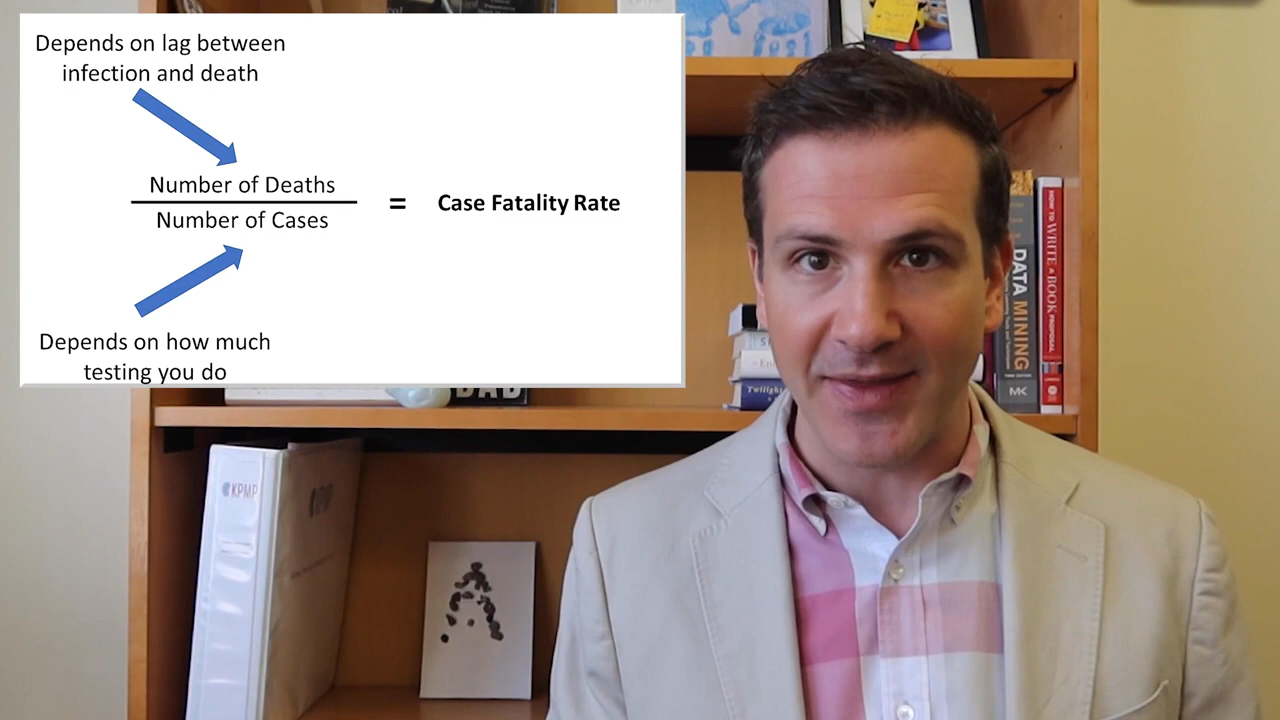 Depends on lag between
infection and death
Number of Deaths
Number of Cases
=
Case Fatality Rate
Depends on how much
testing you do
DATA MINING
MK
HOW TO WRITE A BOOK PROPOSAL
Twilight
DAD
KPMP
A